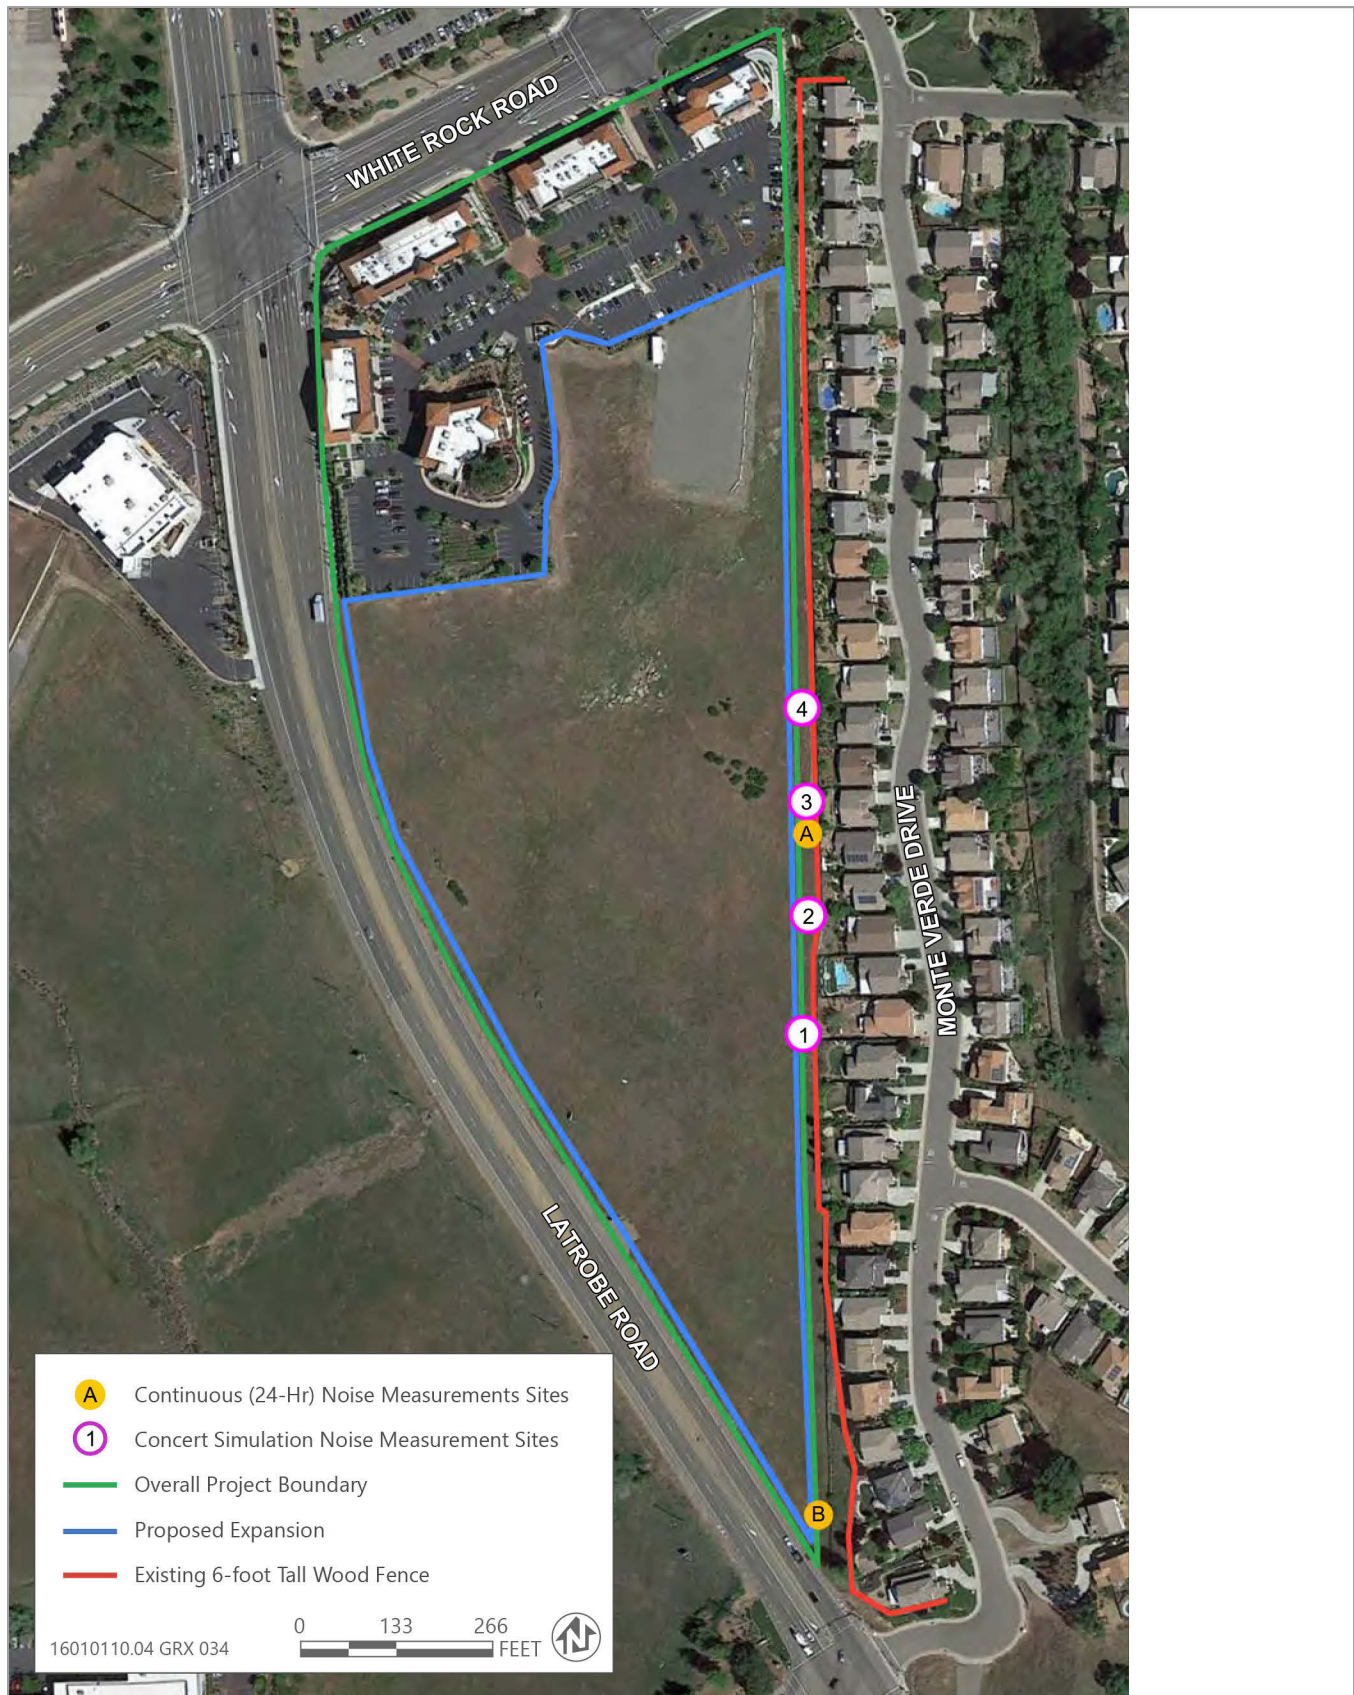 WHITE ROCK ROAD
4
3
A
2
1
MONTE VERDE DRIVE
LATROBE ROAD
B
A Continuous (24-Hr) Noise Measurements Sites
1 Concert Simulation Noise Measurement Sites
Overall Project Boundary
Proposed Expansion
Existing 6-foot Tall Wood Fence
0 133 266
FEET
N
16010110.04 GRX 034